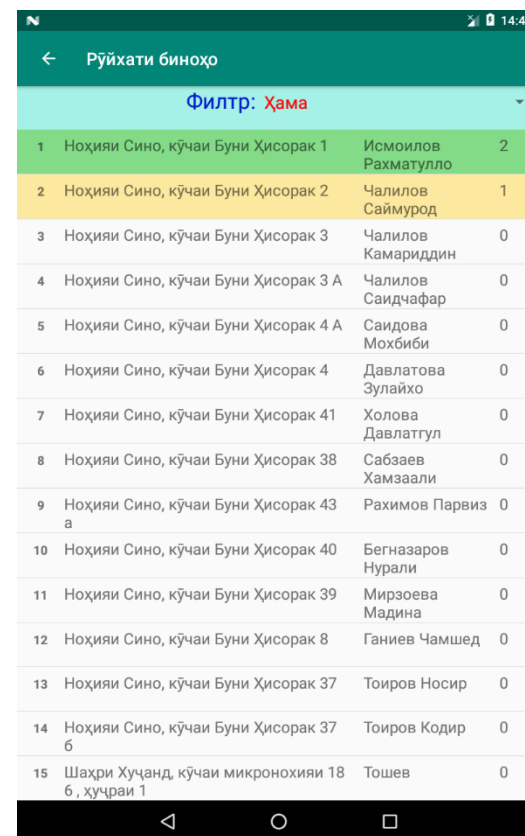 14:4
Рӯйхати биноҳо
Филтр: Ҳама
1 Ноҳияи Сино, кӯчаи Буни Ҳисорак 1 Исмоилов Рахматулло 2
2 Ноҳияи Сино, кӯчаи Буни Ҳисорак 2 Чалилов Саймурод 1
3 Ноҳияи Сино, кӯчаи Буни Ҳисорак 3 Чалилов Камариддин 0
4 Ноҳияи Сино, кӯчаи Буни Ҳисорак 3 А Чалилов Саидчафар 0
5 Ноҳияи Сино, кӯчаи Буни Ҳисорак 4 А Саидова Мохбиби 0
6 Ноҳияи Сино, кӯчаи Буни Ҳисорак 4 Давлатова Зулайхо 0
7 Ноҳияи Сино, кӯчаи Буни Ҳисорак 41 Холова Давлатгул 0
8 Ноҳияи Сино, кӯчаи Буни Ҳисорак 38 Сабзаев Хамзаали 0
9 Ноҳияи Сино, кӯчаи Буни Ҳисорак 43 а Рахимов Парвиз 0
10 Ноҳияи Сино, кӯчаи Буни Ҳисорак 40 Бегназаров Нурали 0
11 Ноҳияи Сино, кӯчаи Буни Ҳисорак 39 Мирзоева Мадина 0
12 Ноҳияи Сино, кӯчаи Буни Ҳисорак 8 Ганиев Чамшед 0
13 Ноҳияи Сино, кӯчаи Буни Ҳисорак 37 Тоиров Носир 0
14 Ноҳияи Сино, кӯчаи Буни Ҳисорак 37 б Тоиров Кодир 0
15 Шаҳри Хуҷанд, кӯчаи микронохияи 18 6 , ҳуҷраи 1 Тошев 0